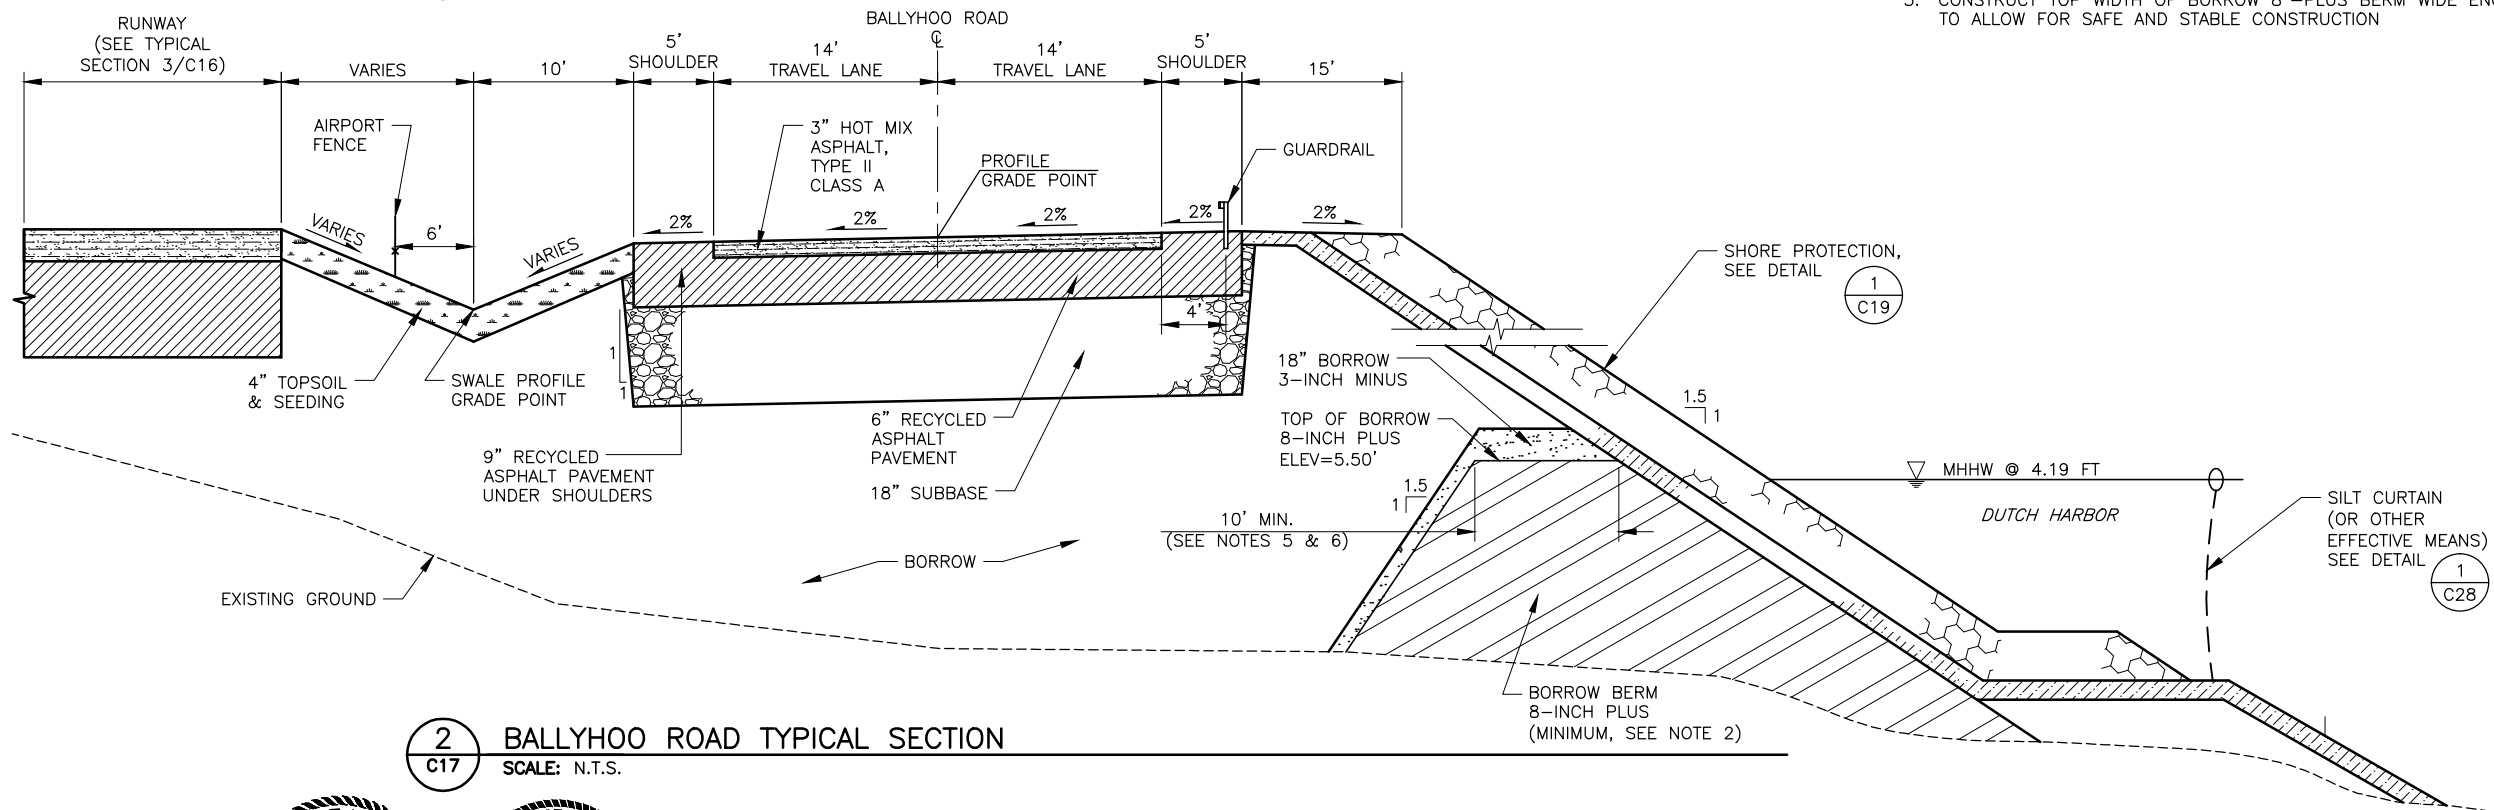 5. CONSTRUCT TOP WIDTH OF BORROW 8"-PLUS BERM WIDE
TO ALLOW FOR SAFE AND STABLE CONSTRUCTION
RUNWAY
(SEE TYPICAL
SECTION 3/C16)
VARIES
10'
5'
SHOULDER
14'
TRAVEL LANE
BALLYHOO ROAD
℄
14'
TRAVEL LANE
5'
SHOULDER
15'
AIRPORT
FENCE
3" HOT MIX
ASPHALT,
TYPE II
CLASS A
PROFILE
GRADE POINT
GUARDRAIL
VARIES
6'
VARIES
2%
2%
2%
2%
2%
SHORE PROTECTION,
SEE DETAIL
1
C19
4'
1
1
4" TOPSOIL
& SEEDING
SWALE PROFILE
GRADE POINT
18" BORROW
3-INCH MINUS
1.5
1
6" RECYCLED
ASPHALT
PAVEMENT
TOP OF BORROW
8-INCH PLUS
ELEV=5.50'
9" RECYCLED
ASPHALT PAVEMENT
UNDER SHOULDERS
18" SUBBASE
1.5
1
MHHW @ 4.19 FT
DUTCH HARBOR
SILT CURTAIN
(OR OTHER
EFFECTIVE MEANS)
SEE DETAIL
1
C28
10' MIN.
(SEE NOTES 5 & 6)
BORROW
EXISTING GROUND
BORROW BERM
8-INCH PLUS
(MINIMUM, SEE NOTE 2)
2
C17
BALLYHOO ROAD TYPICAL SECTION
SCALE: N.T.S.